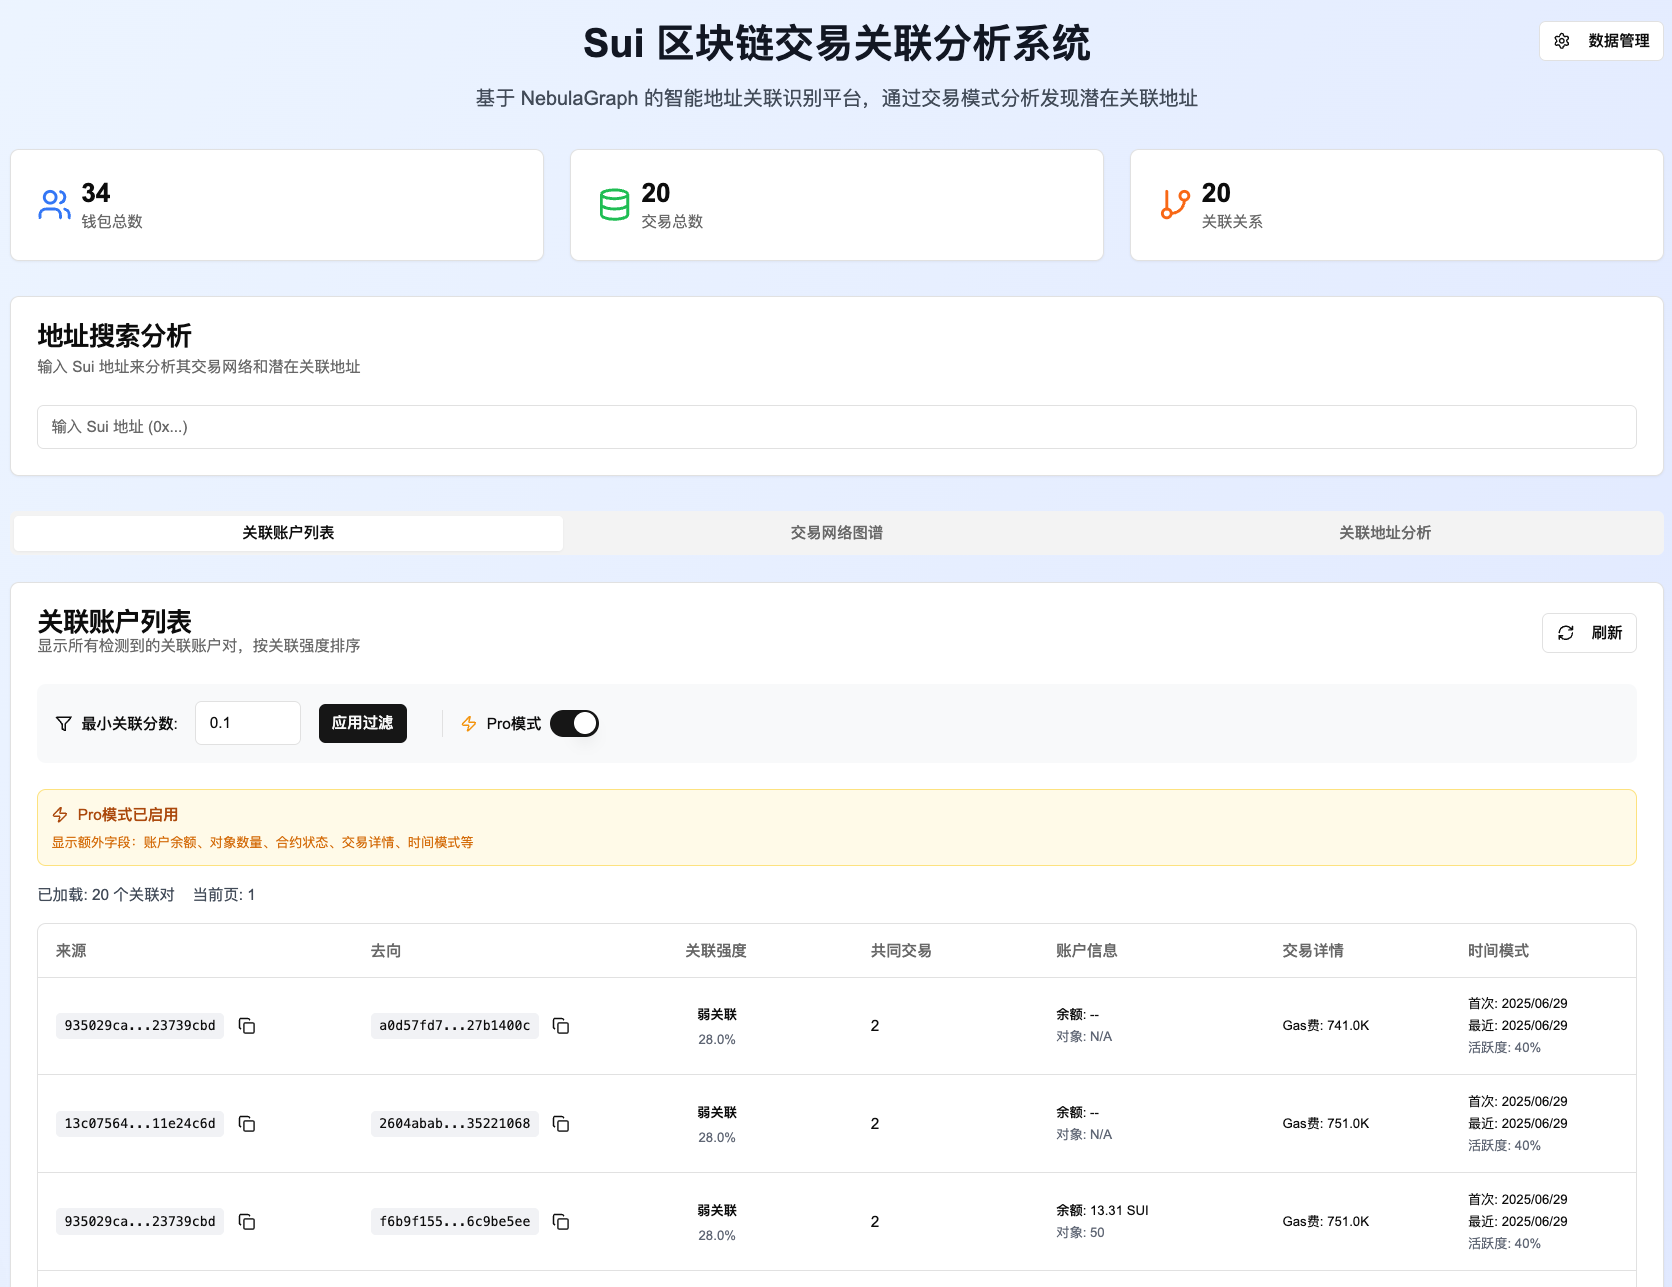 Sui 区块链交易关联分析系统
数据管理
基于 NebulaGraph 的智能地址关联识别平台，通过交易模式分析发现潜在关联地址
34
钱包总数
20
交易总数
20
关联关系
地址搜索分析
输入 Sui 地址来分析其交易网络和潜在关联地址
输入 Sui 地址 (0x...)
关联账户列表
交易网络图谱
关联地址分析
关联账户列表
显示所有检测到的关联账户对，按关联强度排序
刷新
最小关联分数:
0.1
应用过滤
Pro模式
Pro模式已启用
显示额外字段：账户余额、对象数量、合约状态、交易详情、时间模式等
已加载: 20 个关联对 当前页: 1
来源 去向 关联强度 共同交易 账户信息 交易详情 时间模式
935029ca...23739cbd
a0d57fd7...27b1400c
弱关联
28.0%
2
余额: --
对象: N/A
Gas费: 741.0K
首次: 2025/06/29
最近: 2025/06/29
活跃度: 40%
13c07564...11e24c6d
2604abab...35221068
弱关联
28.0%
2
余额: --
对象: N/A
Gas费: 751.0K
首次: 2025/06/29
最近: 2025/06/29
活跃度: 40%
935029ca...23739cbd
f6b9f155...6c9be5ee
弱关联
28.0%
2
余额: 13.31 SUI
对象: 50
Gas费: 751.0K
首次: 2025/06/29
最近: 2025/06/29
活跃度: 40%